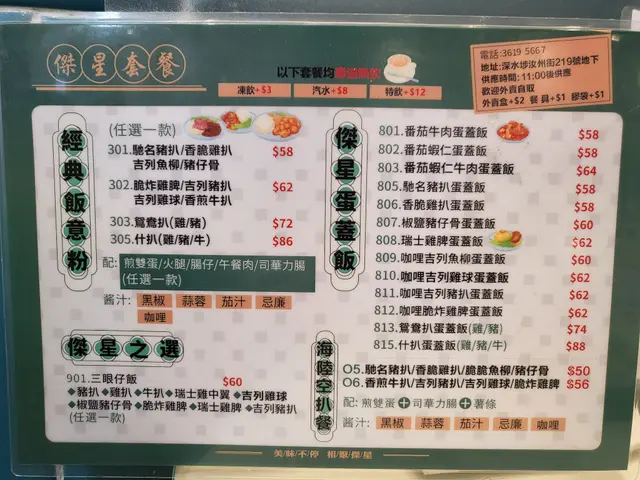 傑星套餐
以下套餐均
凍飲+$3 汽水+$8 特飲+$12
電話:3619 5667
地址:深水埗汝州街219號地下
供應時間: 11:00後供應
歡迎外賣自取
外賣盒+$2 餐具+$1 膠袋+$1
經典飯意粉
(任選一款)
301.馳名豬扒/香脆雞扒 $58
吉列魚柳/豬仔骨
302.脆炸雞髀/吉列豬扒 $62
吉列雞球/香煎牛扒
303.鴛鴦扒(雞/豬) $72
305.什扒(雞/豬/牛) $86
配: 煎雙蛋/火腿/腸仔/午餐肉/司華力腸
(任選一款)
酱汁: 黑椒 蒜蓉 茄汁 忌廉
咖哩
傑星之選
901.三眼仔飯 $60
◆豬扒◆雞扒◆牛扒◆瑞士雞中翼◆吉列雞球
◆椒鹽豬仔骨◆脆炸雞髀◆瑞士雞髀◆吉列豬扒
(任選一款)
傑星蛋蓋飯
801.番茄牛肉蛋蓋飯 $58
802.番茄蝦仁蛋蓋飯 $58
803.番茄蝦仁牛肉蛋蓋飯 $64
805.馳名豬扒蛋蓋飯 $58
806.香脆雞扒蛋蓋飯 $58
807.椒鹽豬仔骨蛋蓋飯 $60
808.瑞士雞髀蛋蓋飯 $60
809.咖哩吉列魚柳蛋蓋飯 $60
810.咖哩吉列雞球蛋蓋飯 $62
811.咖哩吉列豬扒蛋蓋飯 $62
812.咖哩脆炸雞髀蛋蓋飯 $62
813.鴛鴦扒蛋蓋飯(雞/豬) $74
815.什扒蛋蓋飯(雞/豬/牛) $88
海陸空扒餐
O5.馳名豬扒/香脆雞扒/脆脆魚柳/豬仔骨 $50
O6.香煎牛扒/吉列豬扒/吉列雞球/脆炸雞髀 $56
配: 煎雙蛋+司華力腸+薯條
酱汁: 黑椒 蒜蓉 茄汁 忌廉 咖哩
美味不停 相聚傑星